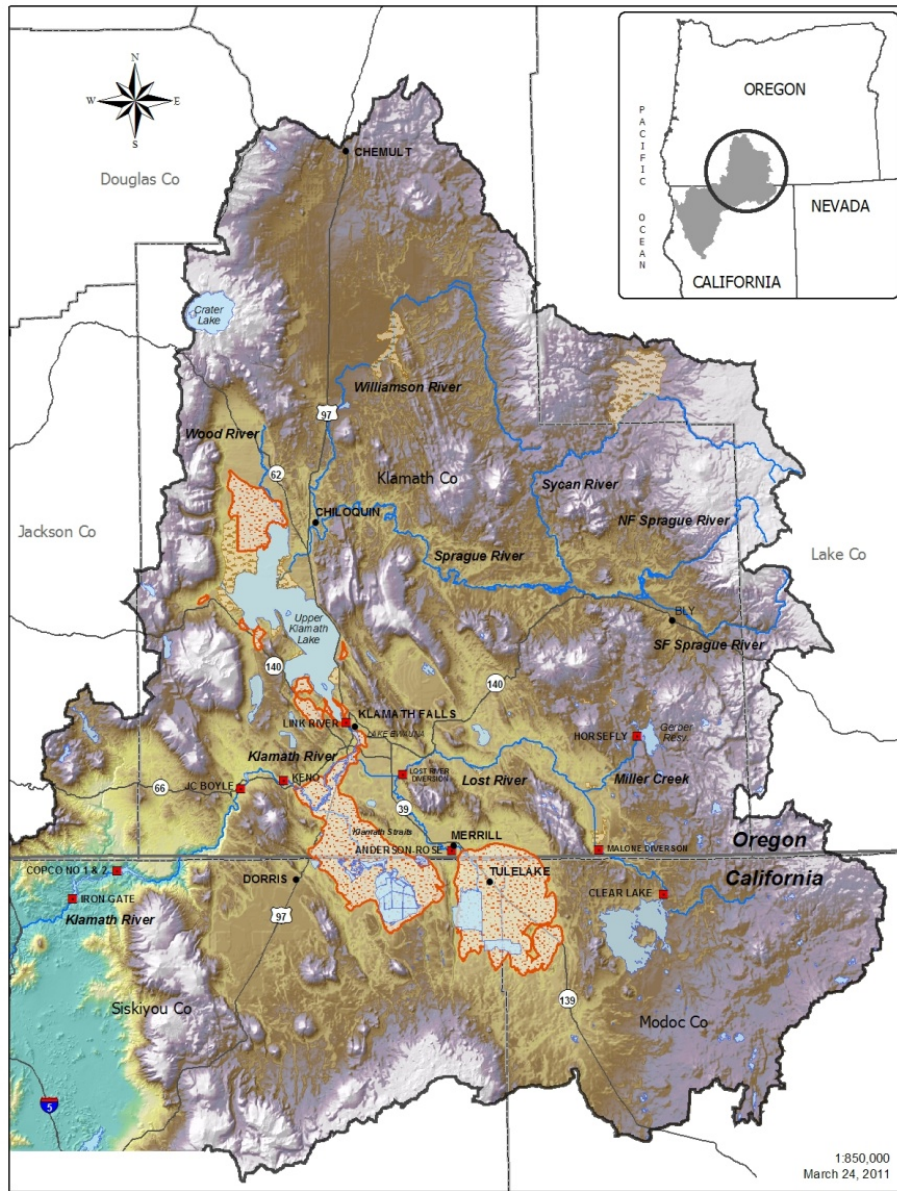 N
W
E
S
Douglas Co
CHEMULT
OREGON
PACIFIC
OCEAN
NEVADA
CALIFORNIA
Crater
Lake
Williamson River
97
Wood River
62
Klamath Co
Sycan River
NF Sprague River
CHILOQUIN
Jackson Co
Sprague River
Lake Co
BLY
Upper
Klamath
Lake
SF Sprague River
140
140
LINK RIVER
KLAMATH FALLS
LAKE EWAUNA
HORSEFLY
Gerber
Resv.
Klamath River
KENO
LOST RIVER
DIVERSION
Lost River
Miller Creek
66
JC BOYLE
39
Klamath Straits
MERRILL
ANDERSON-ROSE
MALONE DIVERSON
Oregon
California
COPCO NO 1 & 2
DORRIS
TULELAKE
CLEAR LAKE
IRON GATE
Klamath River
97
Siskiyou Co
139
Modoc Co
5
1:850,000
March 24, 2011